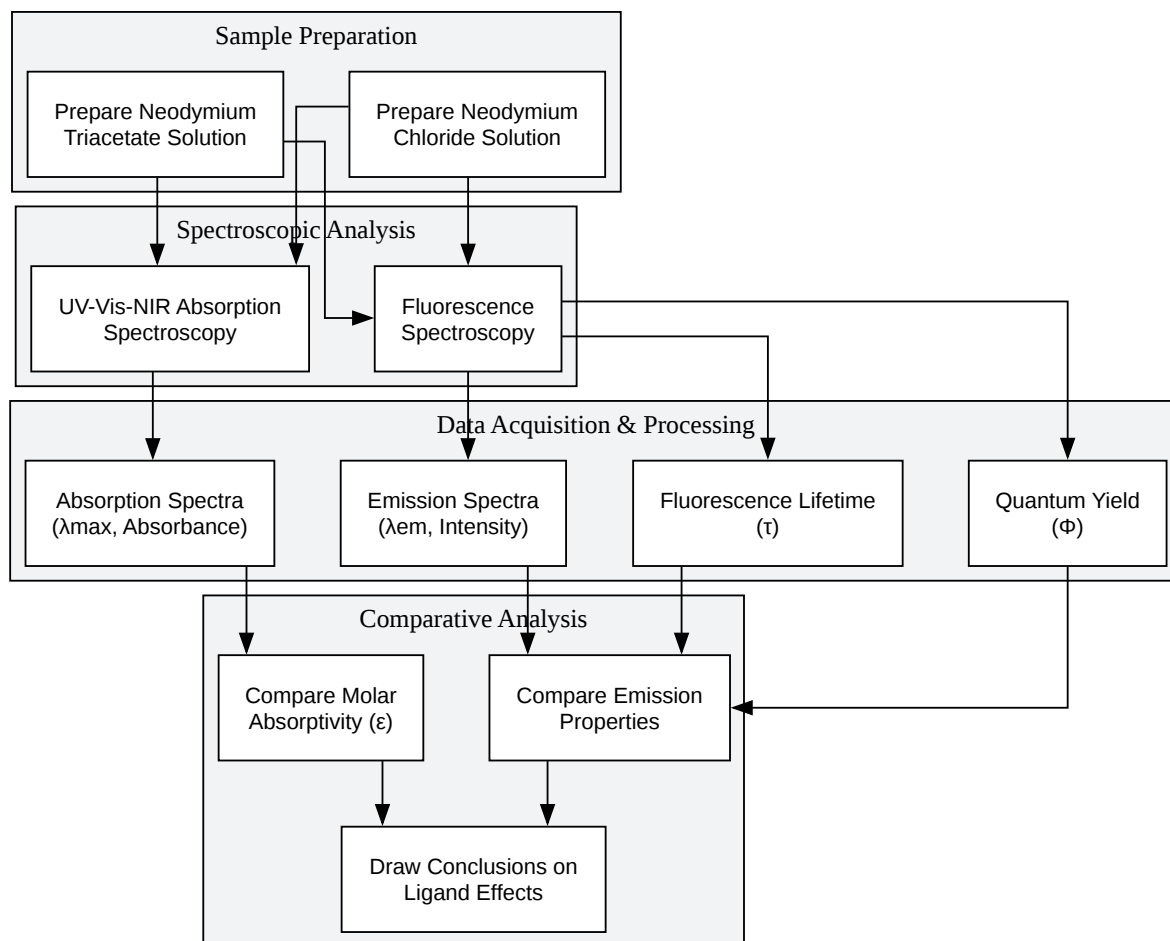 Sample Preparation
Prepare Neodymium
Triacetate Solution
Prepare Neodymium
Chloride Solution
Spectroscopic Analysis
UV-Vis-NIR Absorption
Spectroscopy
Fluorescence
Spectroscopy
Data Acquisition & Processing
Absorption Spectra
(λmax, Absorbance)
Emission Spectra
(λem, Intensity)
Fluorescence Lifetime
(τ)
Quantum Yield
(Φ)
Comparative Analysis
Compare Molar
Absorptivity (ε)
Compare Emission
Properties
Draw Conclusions on
Ligand Effects